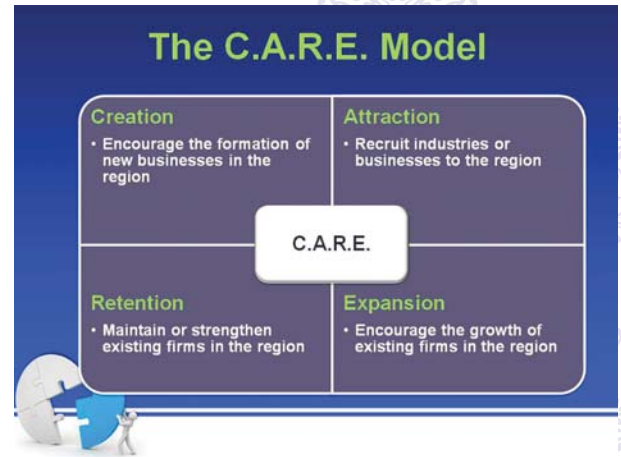 The C.A.R.E. Model
Creation
• Encourage the formation of
new businesses in the
region
Attraction
• Recruit industries or
businesses to the region
C.A.R.E.
Retention
• Maintain or strengthen
existing firms in the region
Expansion
• Encourage the growth of
existing firms in the region